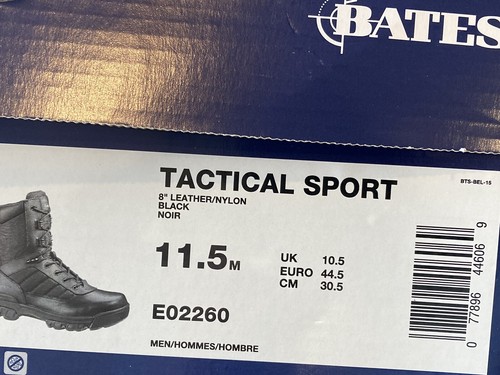 BATES
BTS-BEL-15
TACTICAL SPORT
8" LEATHER/NYLON
BLACK
NOIR
11.5M
UK 10.5
EURO 44.5
CM 30.5
E02260
MEN/HOMMES/HOMBRE
0 77896 44606 9